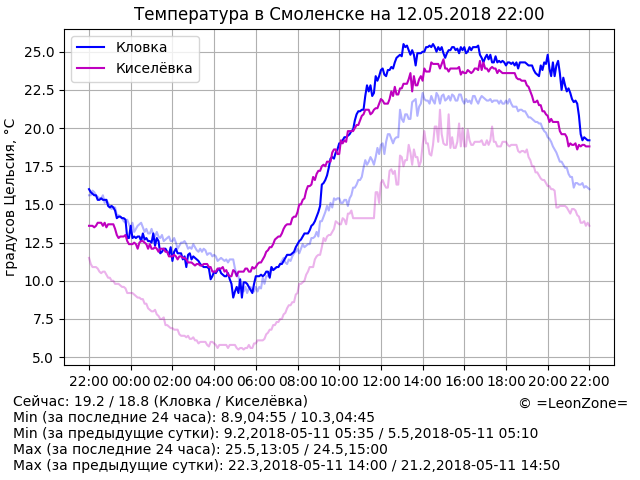 Температура в Смоленске на 12.05.2018 22:00
Кловка
Киселёвка
градусов Цельсия, °C
25.0
22.5
20.0
17.5
15.0
12.5
10.0
7.5
5.0
22:00 00:00 02:00 04:00 06:00 08:00 10:00 12:00 14:00 16:00 18:00 20:00 22:00
Сейчас: 19.2 / 18.8 (Кловка / Киселёвка)
© =LeonZone=
Min (за последние 24 часа): 8.9,04:55 / 10.3,04:45
Min (за предыдущие сутки): 9.2,2018-05-11 05:35 / 5.5,2018-05-11 05:10
Max (за последние 24 часа): 25.5,13:05 / 24.5,15:00
Max (за предыдущие сутки): 22.3,2018-05-11 14:00 / 21.2,2018-05-11 14:50